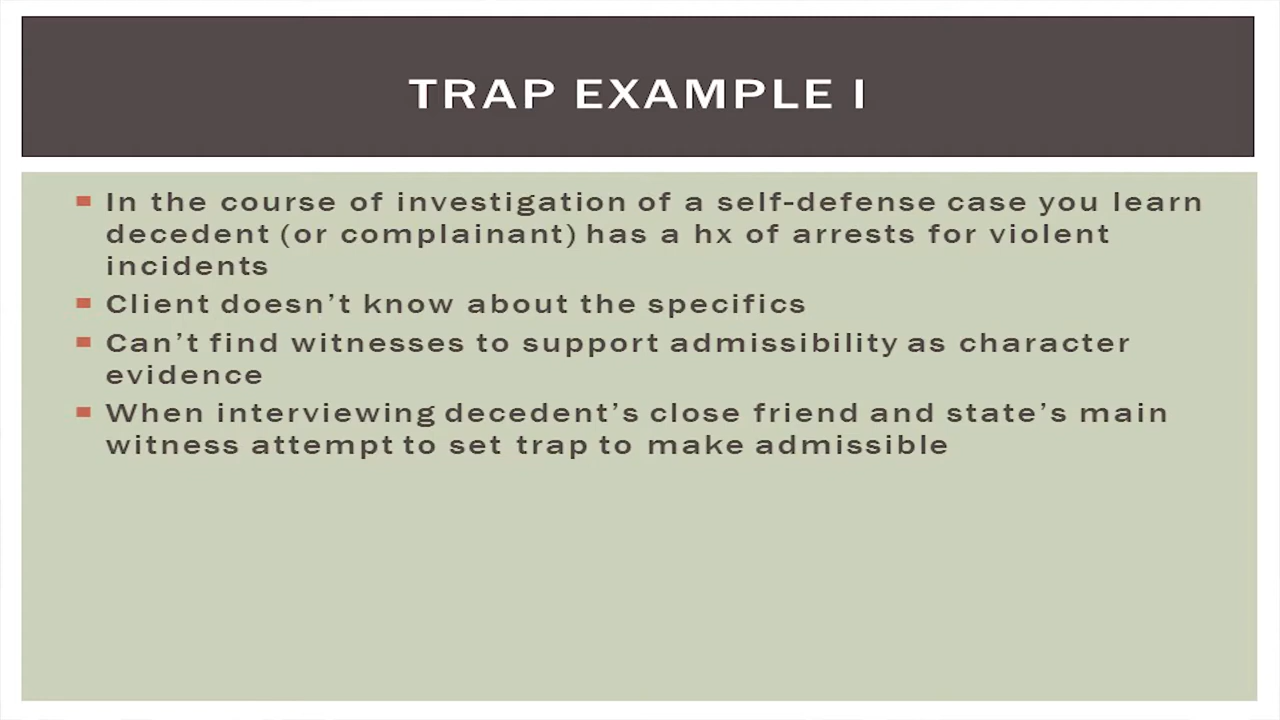 TRAP EXAMPLE I
In the course of investigation of a self-defense case you learn
decedent (or complainant) has a hx of arrests for violent
incidents
Client doesn’t know about the specifics
Can’t find witnesses to support admissibility as character
evidence
When interviewing decedent’s close friend and state’s main
witness attempt to set trap to make admissible